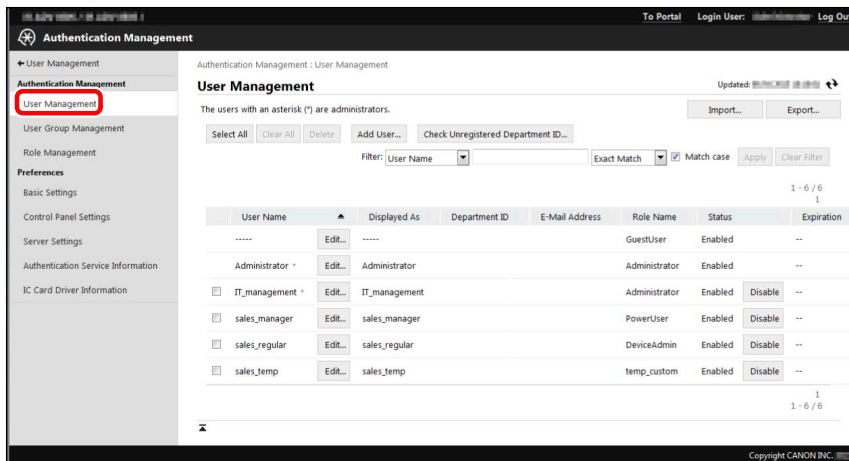 To Portal Login User: Log Ou
Authentication Management
User Management
Authentication Management
User Management
User Group Management
Role Management
Preferences
Basic Settings
Control Panel Settings
Server Settings
Authentication Service Information
IC Card Driver Information
Authentication Management : User Management
User Management
Updated:
The users with an asterisk (*) are administrators.
Import... Export...
Select All Clear All Delete Add User... Check Unregistered Department ID...
Filter: User Name Exact Match Match case Apply Clear Filter
1 - 6 / 6
1
User Name Displayed As Department ID E-Mail Address Role Name Status Expiration
----- Edit... ----- GuestUser Enabled --
Administrator * Edit... Administrator Administrator Enabled --
IT_management * Edit... IT_management Administrator Enabled Disable --
sales_manager Edit... sales_manager PowerUser Enabled Disable --
sales_regular Edit... sales_regular DeviceAdmin Enabled Disable --
sales_temp Edit... sales_temp temp_custom Enabled Disable --
1
1 - 6 / 6
Copyright CANON INC.